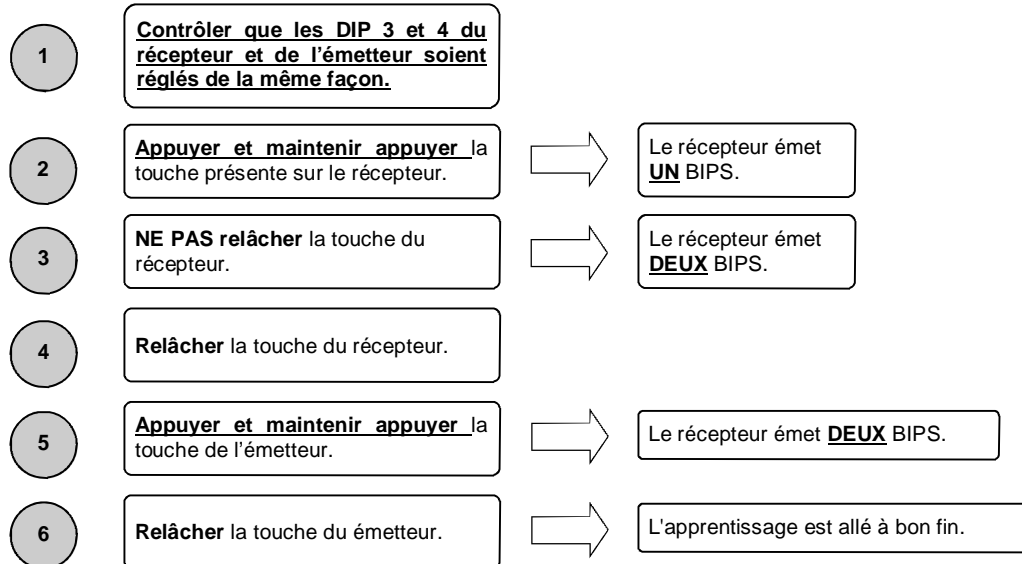 1
Contrôler que les DIP 3 et 4 du
récepteur et de l'émetteur soient
réglés de la même façon.
2
Appuyer et maintenir appuyer la
touche présente sur le récepteur.
Le récepteur émet
UN BIPS.
3
NE PAS relâcher la touche du
récepteur.
Le récepteur émet
DEUX BIPS.
4
Relâcher la touche du récepteur.
5
Appuyer et maintenir appuyer la
touche de l'émetteur.
Le récepteur émet DEUX BIPS.
6
Relâcher la touche du émetteur.
L'apprentissage est allé à bon fin.